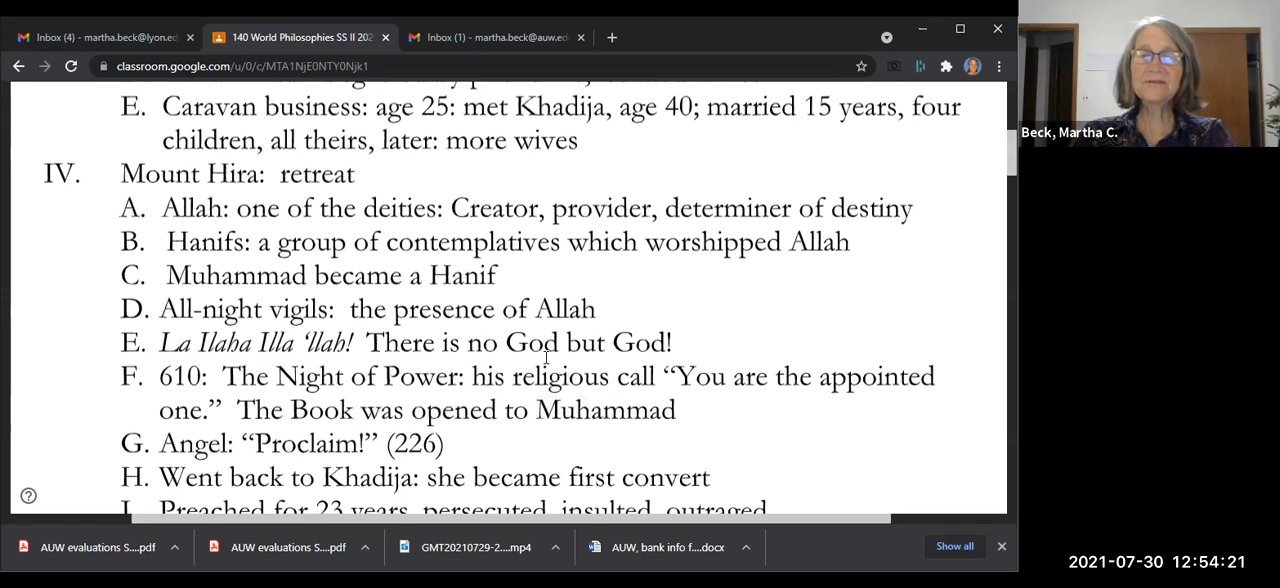 Inbox (4) - martha.beck@lyon.ed
140 World Philosophies SS II 202
Inbox (1) - martha.beck@auw.ed
classroom.google.com/u/0/c/MTA1NjE0NTY0Njk1
E. Caravan business: age 25: met Khadija, age 40; married 15 years, four
children, all theirs, later: more wives
IV. Mount Hira: retreat
A. Allah: one of the deities: Creator, provider, determiner of destiny
B. Hanifs: a group of contemplatives which worshipped Allah
C. Muhammad became a Hanif
D. All-night vigils: the presence of Allah
E. La Ilaha Illa ‘llah! There is no God but God!
F. 610: The Night of Power: his religious call “You are the appointed
one.” The Book was opened to Muhammad
G. Angel: “Proclaim!” (226)
H. Went back to Khadija: she became first convert
I. Preached for 23 years, persecuted, insulted, outraged
AUW evaluations S....pdf
AUW evaluations S....pdf
GMT20210729-2....mp4
AUW, bank info f....docx
Show all
Beck, Martha C.
2021-07-30 12:54:21